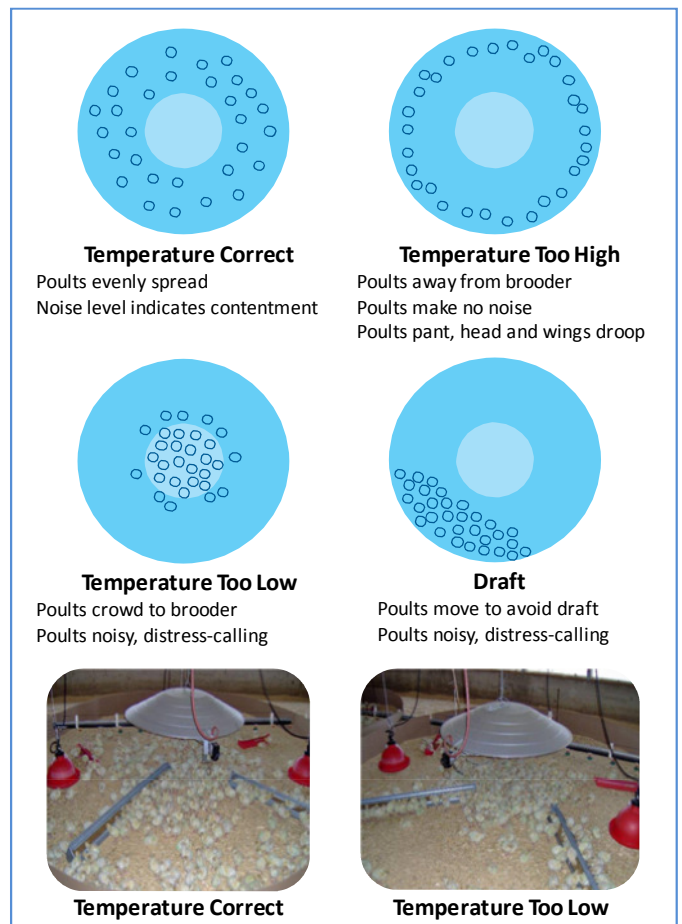 Temperature Correct
Poults evenly spread
Noise level indicates contentment
Temperature Too High
Poults away from brooder
Poults make no noise
Poults pant, head and wings droop
Temperature Too Low
Poults crowd to brooder
Poults noisy, distress-calling
Draft
Poults move to avoid draft
Poults noisy, distress-calling
Temperature Correct
Temperature Too Low